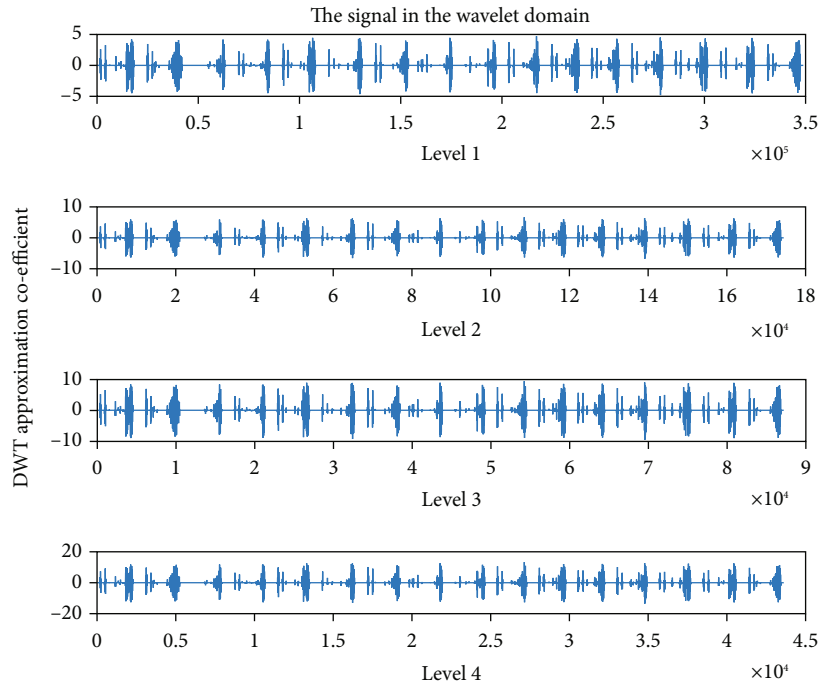 The signal in the wavelet domain
DWT approximation co-efficient
5
0
−5
0 0.5 1 1.5 2 2.5 3 3.5
Level 1 ×10⁵
10
0
−10
0 2 4 6 8 10 12 14 16 18
Level 2 ×10⁴
10
0
−10
0 1 2 3 4 5 6 7 8 9
Level 3 ×10⁴
20
0
−20
0 0.5 1 1.5 2 2.5 3 3.5 4 4.5
Level 4 ×10⁴